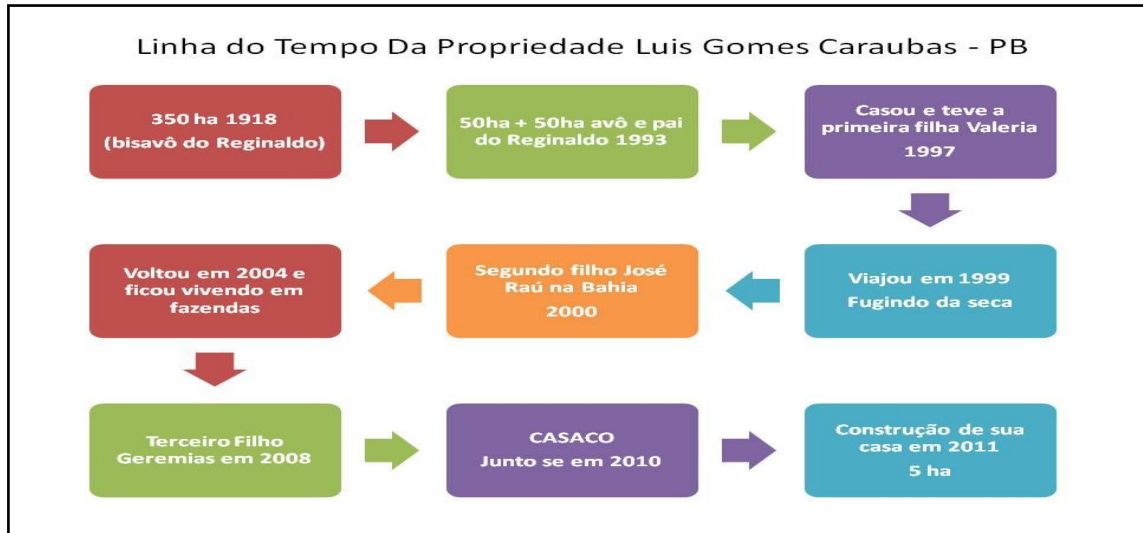 Linha do Tempo Da Propriedade Luis Gomes Caraubas - PB
350 ha 1918
(bisavô do Reginaldo)
50ha + 50ha avô e pai
do Reginaldo 1993
Casou e teve a
primeira filha Valeria
1997
Viajou em 1999
Fugindo da seca
Segundo filho José
Raú na Bahia
2000
Voltou em 2004 e
ficou vivendo em
fazendas
Terceiro Filho
Geremias em 2008
CASACO
Junto se em 2010
Construção de sua
casa em 2011
5 ha